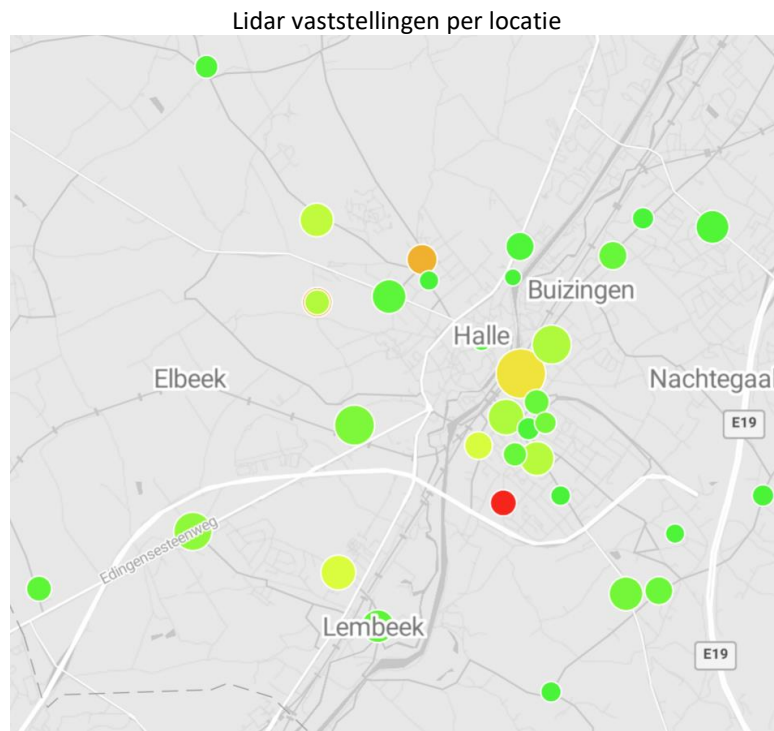 Lidar vaststellingen per locatie
Buizingen
Halle
Elbeek
Nachtegaal
E19
Edingensesteenweg
Lembeek
E19